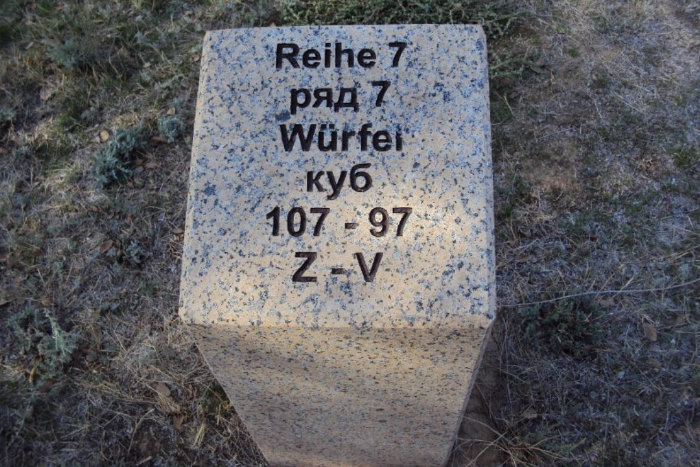 Reihe 7
ряд 7
Würfel
куб
107 - 97
Z - V